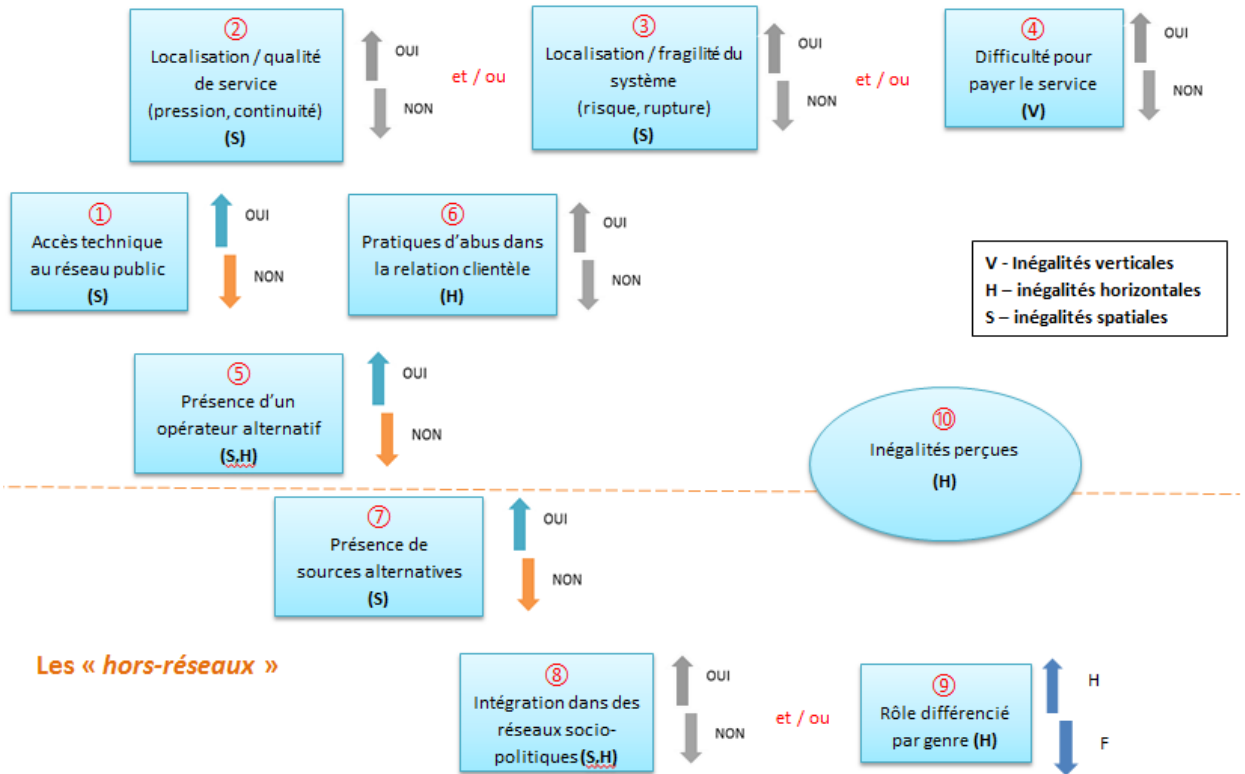 ②
Localisation / qualité
de service
(pression, continuité)
(S)
OUI
NON
et / ou
③
Localisation / fragilité du
système
(risque, rupture)
(S)
OUI
NON
et / ou
④
Difficulté pour
payer le service
(V)
OUI
NON
①
Accès technique
au réseau public
(S)
OUI
NON
⑥
Pratiques d'abus dans
la relation clientèle
(H)
OUI
NON
V - Inégalités verticales
H – inégalités horizontales
S – inégalités spatiales
⑤
Présence d'un
opérateur alternatif
(S,H)
OUI
NON
⑩
Inégalités perçues
(H)
⑦
Présence de
sources alternatives
(S)
OUI
NON
Les « hors-réseaux »
⑧
Intégration dans des
réseaux socio-
politiques (S,H)
OUI
NON
et / ou
⑨
Rôle différencié
par genre (H)
H
F